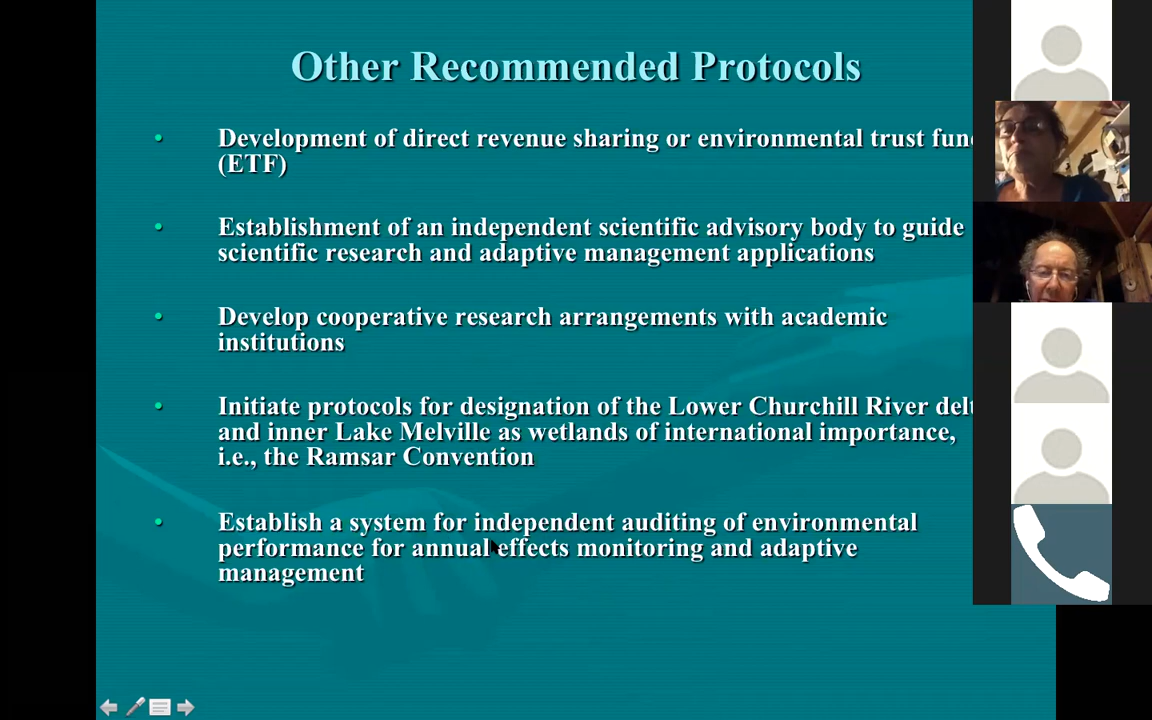 Other Recommended Protocols
• Development of direct revenue sharing or environmental trust fun
(ETF)
• Establishment of an independent scientific advisory body to guide
scientific research and adaptive management applications
• Develop cooperative research arrangements with academic
institutions
• Initiate protocols for designation of the Lower Churchill River delt
and inner Lake Melville as wetlands of international importance,
i.e., the Ramsar Convention
• Establish a system for independent auditing of environmental
performance for annual effects monitoring and adaptive
management